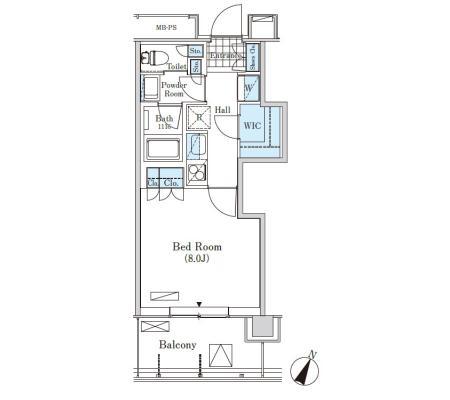 MB·PS
Sto.
Entrance
Shoes Clo.
Toilet
Sto.
Powder
Room
W
Hall
Bath
1116
R
WIC
Clo.
Clo.
Bed Room
(8.0J)
Balcony
N